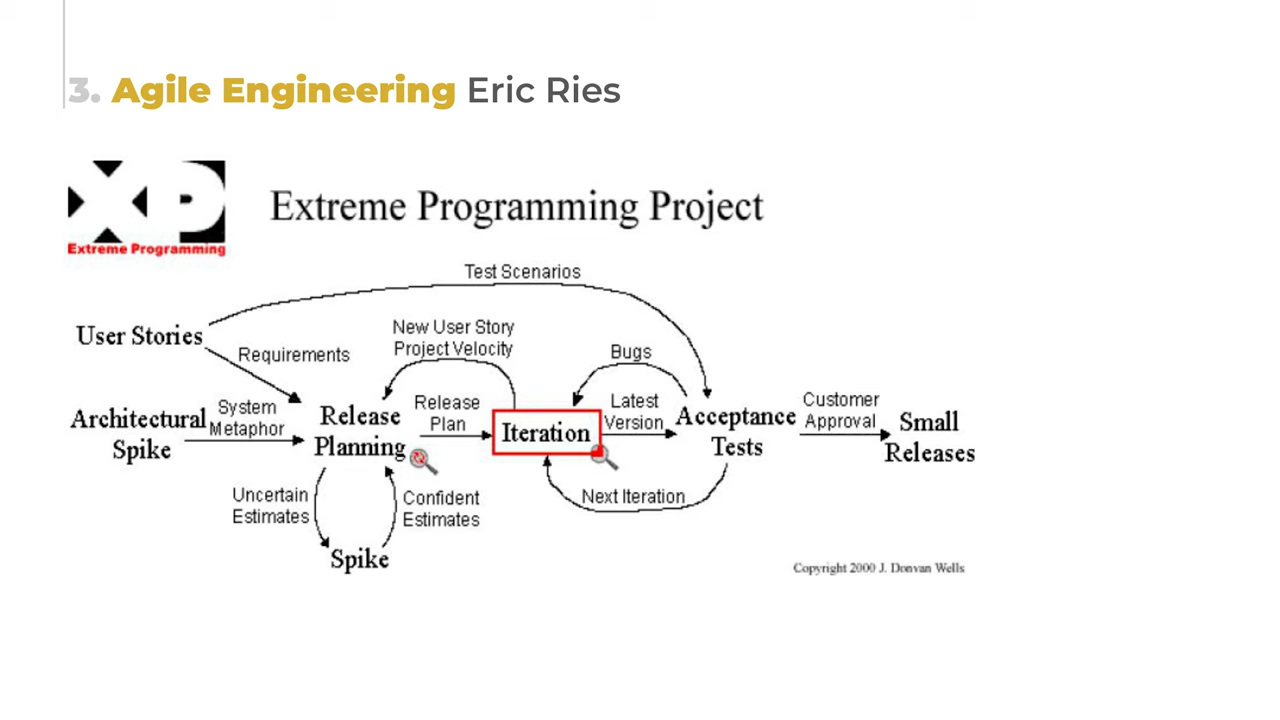 3. Agile Engineering Eric Ries
XP
Extreme Programming
Extreme Programming Project
Test Scenarios
User Stories
Requirements
New User Story
Project Velocity
Bugs
Architectural
Spike
System
Metaphor
Release
Planning
Release
Plan
Iteration
Latest
Version
Acceptance
Tests
Customer
Approval
Small
Releases
Uncertain
Estimates
Confident
Estimates
Next Iteration
Spike
Copyright 2000 J. Donvan Wells